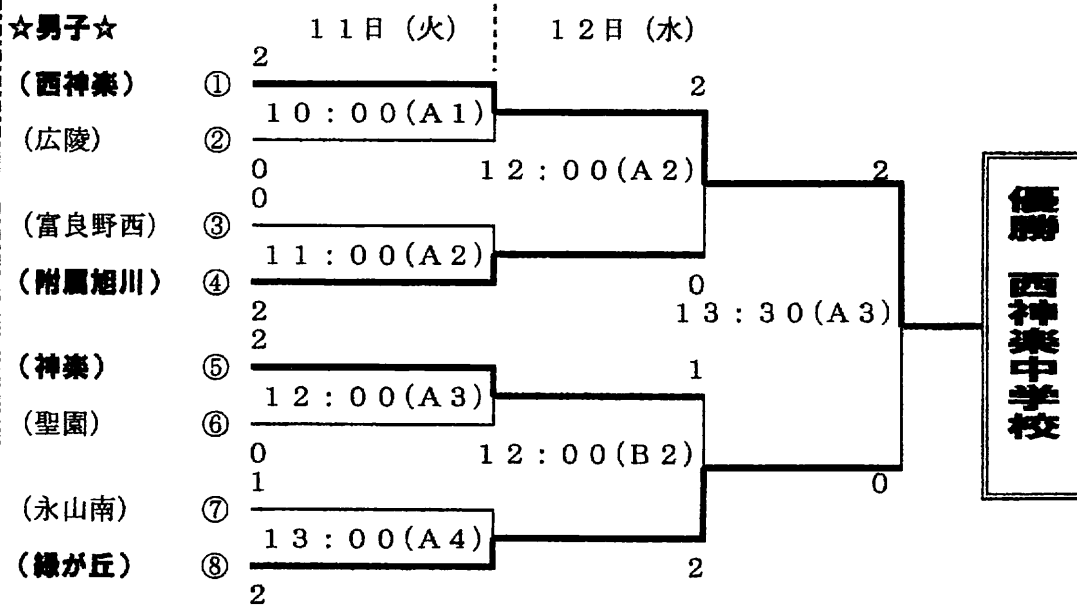 ☆男子☆ 11日(火) 12日(水)
2
(西神楽) ① 2
10:00(A1)
(広陵) ②
0 12:00(A2) 2
0
(富良野西) ③
11:00(A2)
(附属旭川) ④ 0
2 13:30(A3)
2
(神楽) ⑤ 1
12:00(A3)
(聖園) ⑥
0 12:00(B2)
1 0
(永山南) ⑦
13:00(A4)
(緑が丘) ⑧ 2
2
優勝 西神楽中学校